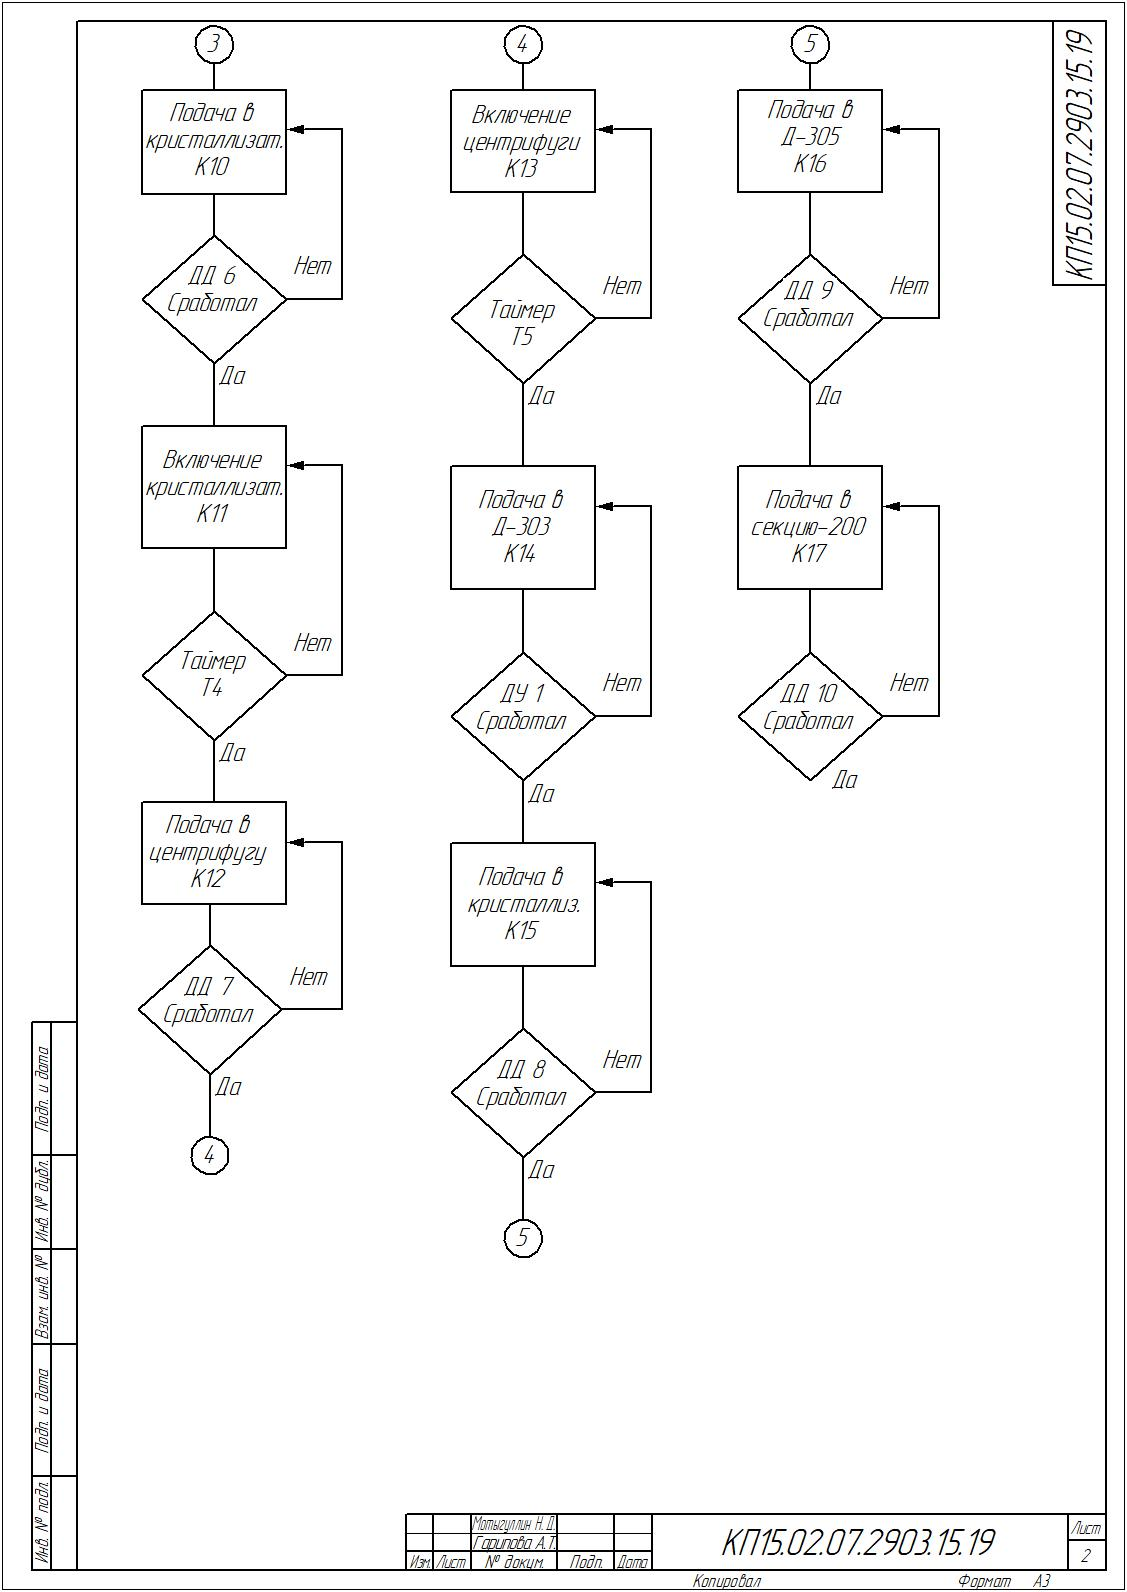 3
Подача в
кристаллизат.
К10
Нет
ДД 6
Сработал
Да
Включение
кристаллизат.
К11
Нет
Таймер
Т4
Да
Подача в
центрифугу
К12
Нет
ДД 7
Сработал
Да
4
4
Включение
центрифуги
К13
Нет
Таймер
Т5
Да
Подача в
Д-303
К14
Нет
ДУ 1
Сработал
Да
Подача в
кристаллиз.
К15
Нет
ДД 8
Сработал
Да
5
5
Подача в
Д-305
К16
Нет
ДД 9
Сработал
Да
Подача в
секцию-200
К17
Нет
ДД 10
Сработал
Да
КП15.02.07.2903.15.19
Подп. и дата
Инв. № дубл.
Взам. инв. №
Подп. и дата
Инв. № подл.
Мотыгуллин Н. Д.
Гарипова А.Т.
Изм. Лист № докум. Подп. Дата
КП15.02.07.2903.15.19
Лист
2
Копировал Формат А3